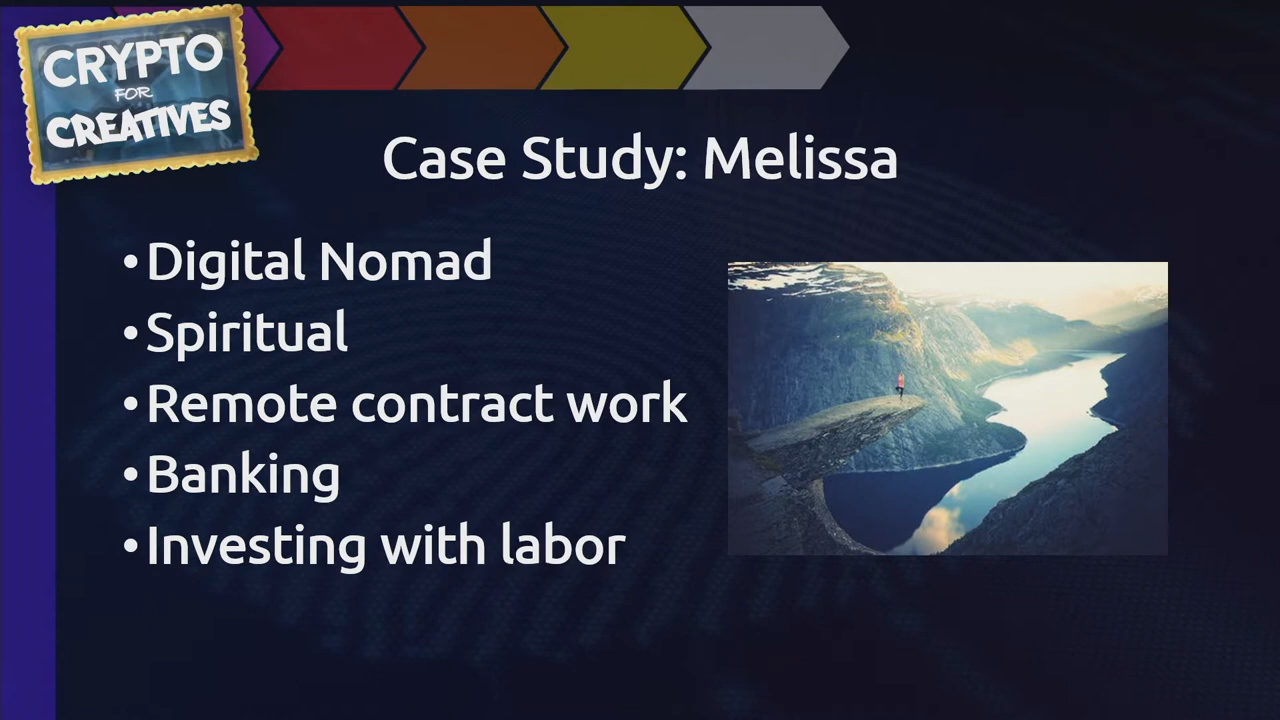 CRYPTO
FOR
CREATIVES
Case Study: Melissa
• Digital Nomad
• Spiritual
• Remote contract work
• Banking
• Investing with labor